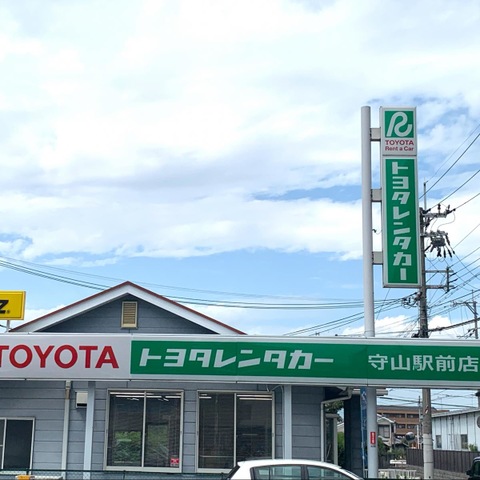 R
TOYOTA
Rent a Car
トヨタレンタカー
TOYOTA トヨタレンタカー 守山駅前店